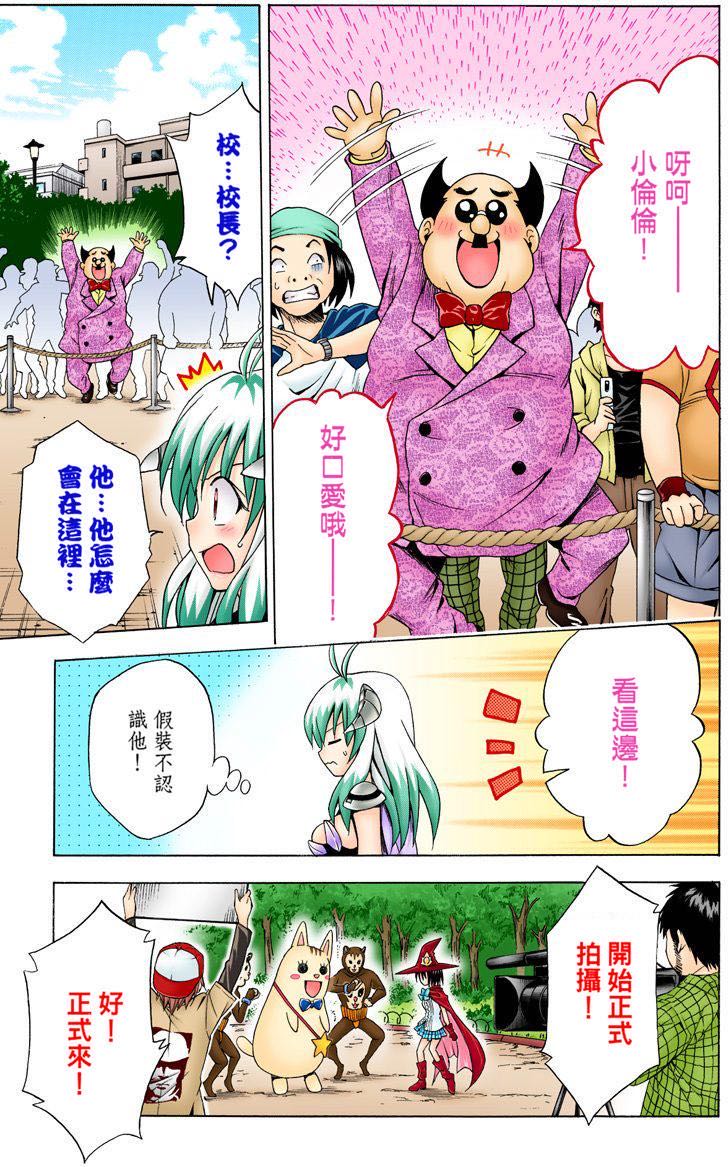 呀呵——
小倫倫！
好口愛哦——！
校…校長？
他…他怎麼
會在這裡…
看這邊！
假裝不認
識他！
開始正式
拍攝！
好！
正式來！